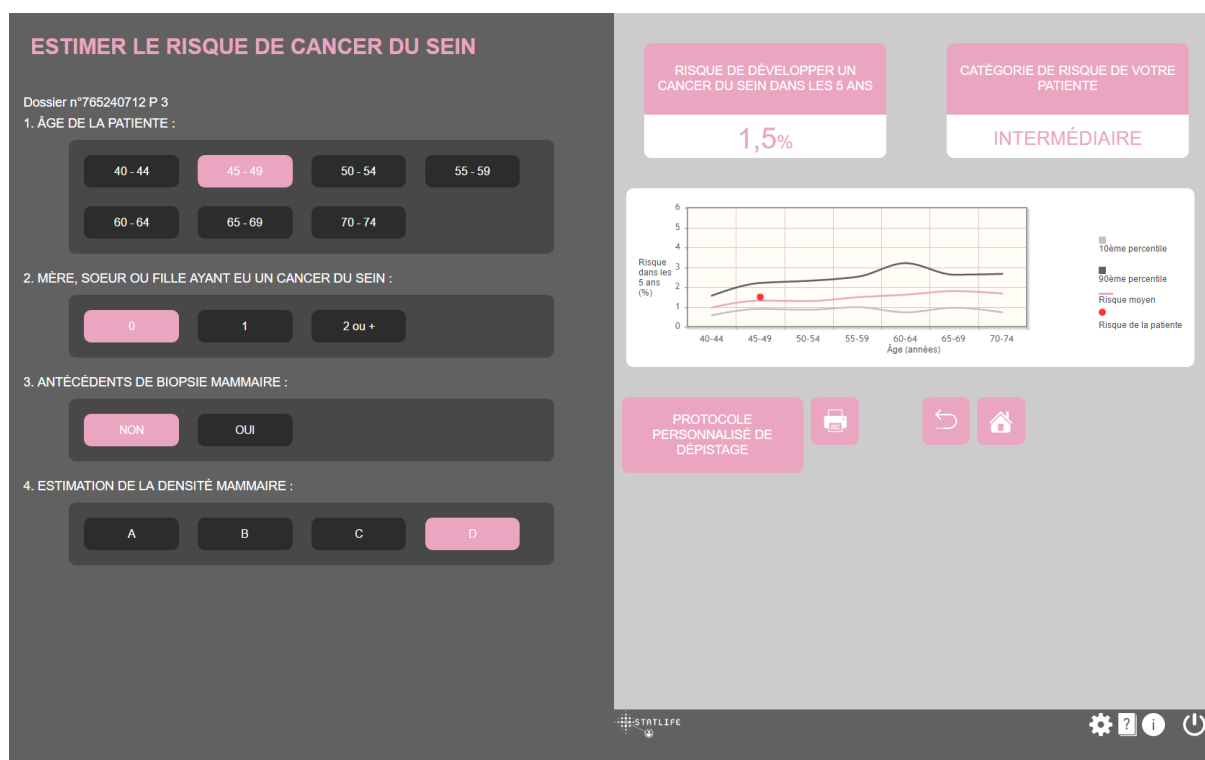 ESTIMER LE RISQUE DE CANCER DU SEIN
Dossier n°765240712 P 3
1. ÂGE DE LA PATIENTE :
40 - 44
45 - 49
50 - 54
55 - 59
60 - 64
65 - 69
70 - 74
2. MÈRE, SOEUR OU FILLE AYANT EU UN CANCER DU SEIN :
0
1
2 ou +
3. ANTÉCÉDENTS DE BIOPSIE MAMMAIRE :
NON
OUI
4. ESTIMATION DE LA DENSITÉ MAMMAIRE :
A
B
C
D
RISQUE DE DÉVELOPPER UN
CANCER DU SEIN DANS LES 5 ANS
1,5%
CATÉGORIE DE RISQUE DE VOTRE
PATIENTE
INTERMÉDIAIRE
6
5
4
3
2
1
0
Risque
dans les
5 ans
(%)
40-44
45-49
50-54
55-59
60-64
65-69
70-74
Âge (années)
10ème percentile
90ème percentile
Risque moyen
Risque de la patiente
PROTOCOLE
PERSONNALISÉ DE
DÉPISTAGE
STATLIFE
?
i